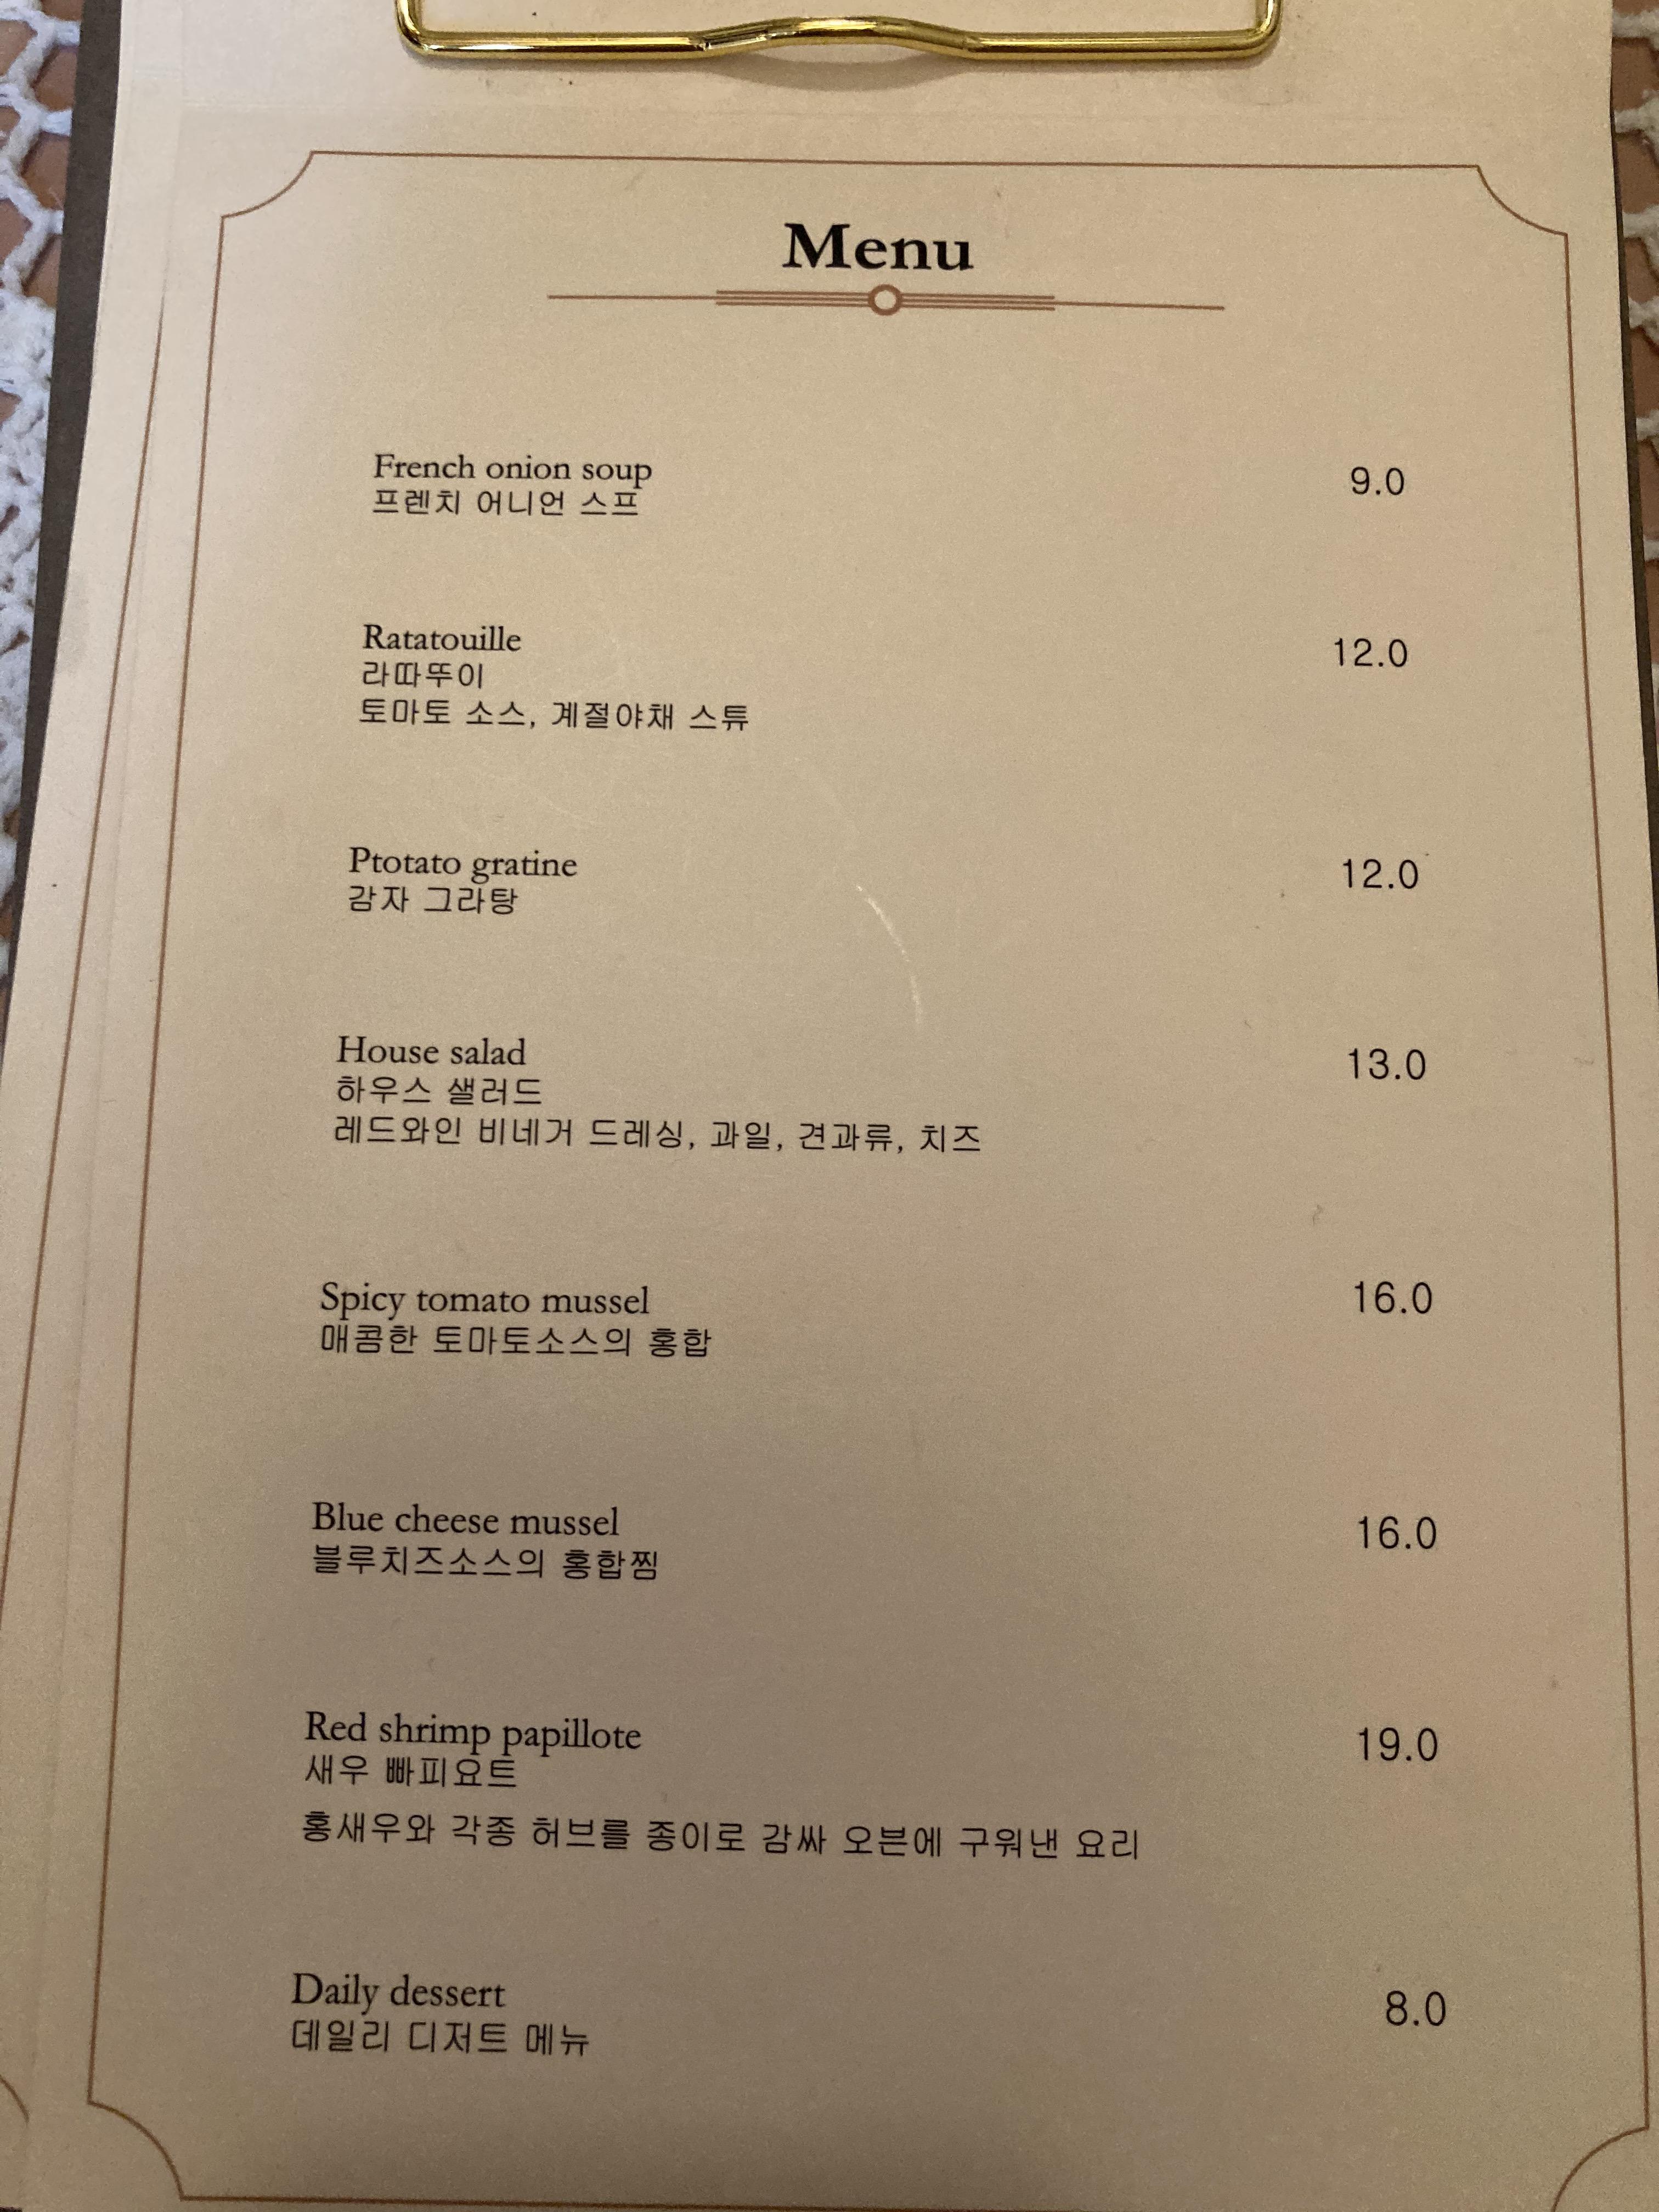 Menu
French onion soup 9.0
프렌치 어니언 스프
Ratatouille 12.0
라따뚜이
토마토 소스, 계절야채 스튜
Ptotato gratine 12.0
감자 그라탕
House salad 13.0
하우스 샐러드
레드와인 비네거 드레싱, 과일, 견과류, 치즈
Spicy tomato mussel 16.0
매콤한 토마토소스의 홍합
Blue cheese mussel 16.0
블루치즈소스의 홍합찜
Red shrimp papillote 19.0
새우 빠피요트
홍새우와 각종 허브를 종이로 감싸 오븐에 구워낸 요리
Daily dessert 8.0
데일리 디저트 메뉴